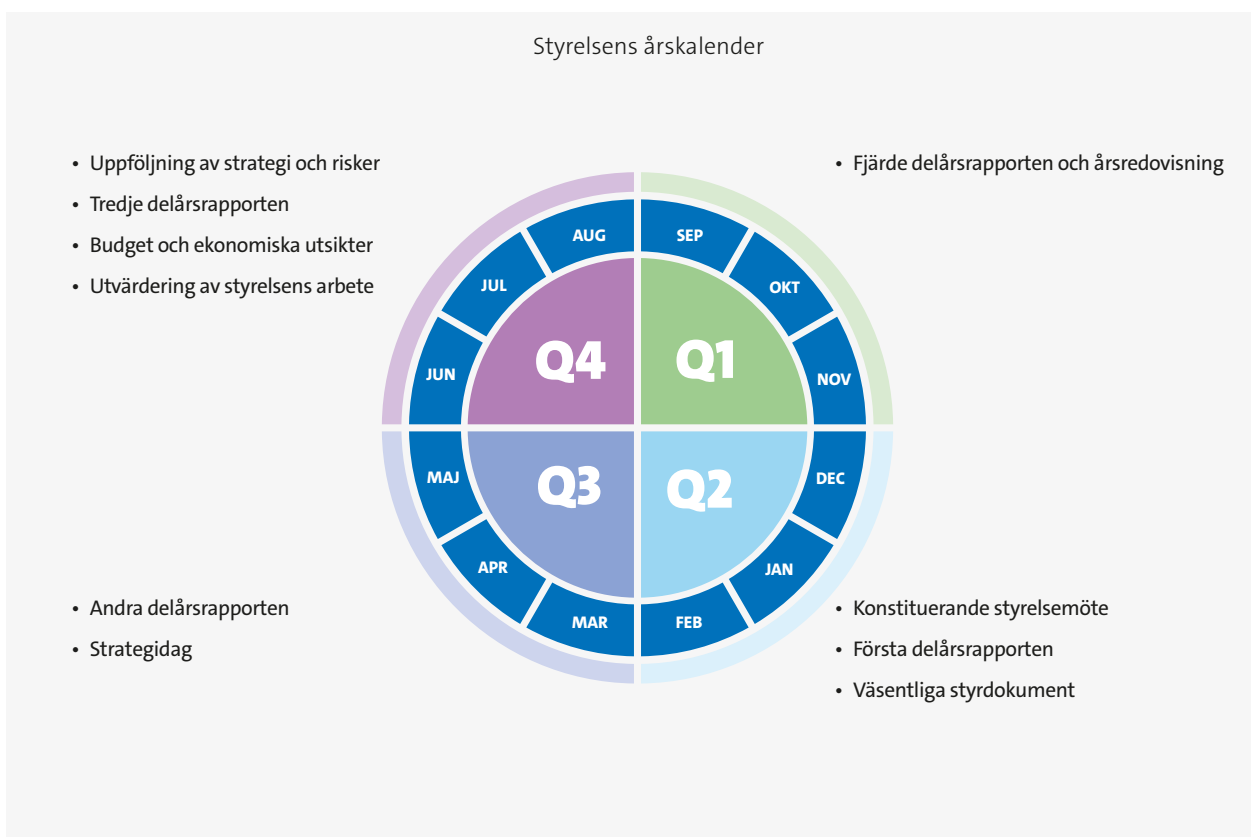 Styrelsens årskalender
• Uppföljning av strategi och risker
• Tredje delårsrapporten
• Budget och ekonomiska utsikter
• Utvärdering av styrelsens arbete
• Fjärde delårsrapporten och årsredovisning
AUG
SEP
JUL
OKT
JUN
NOV
Q4
Q1
Q3
Q2
MAJ
DEC
APR
JAN
MAR
FEB
• Andra delårsrapporten
• Strategidag
• Konstituerande styrelsemöte
• Första delårsrapporten
• Väsentliga styrdokument